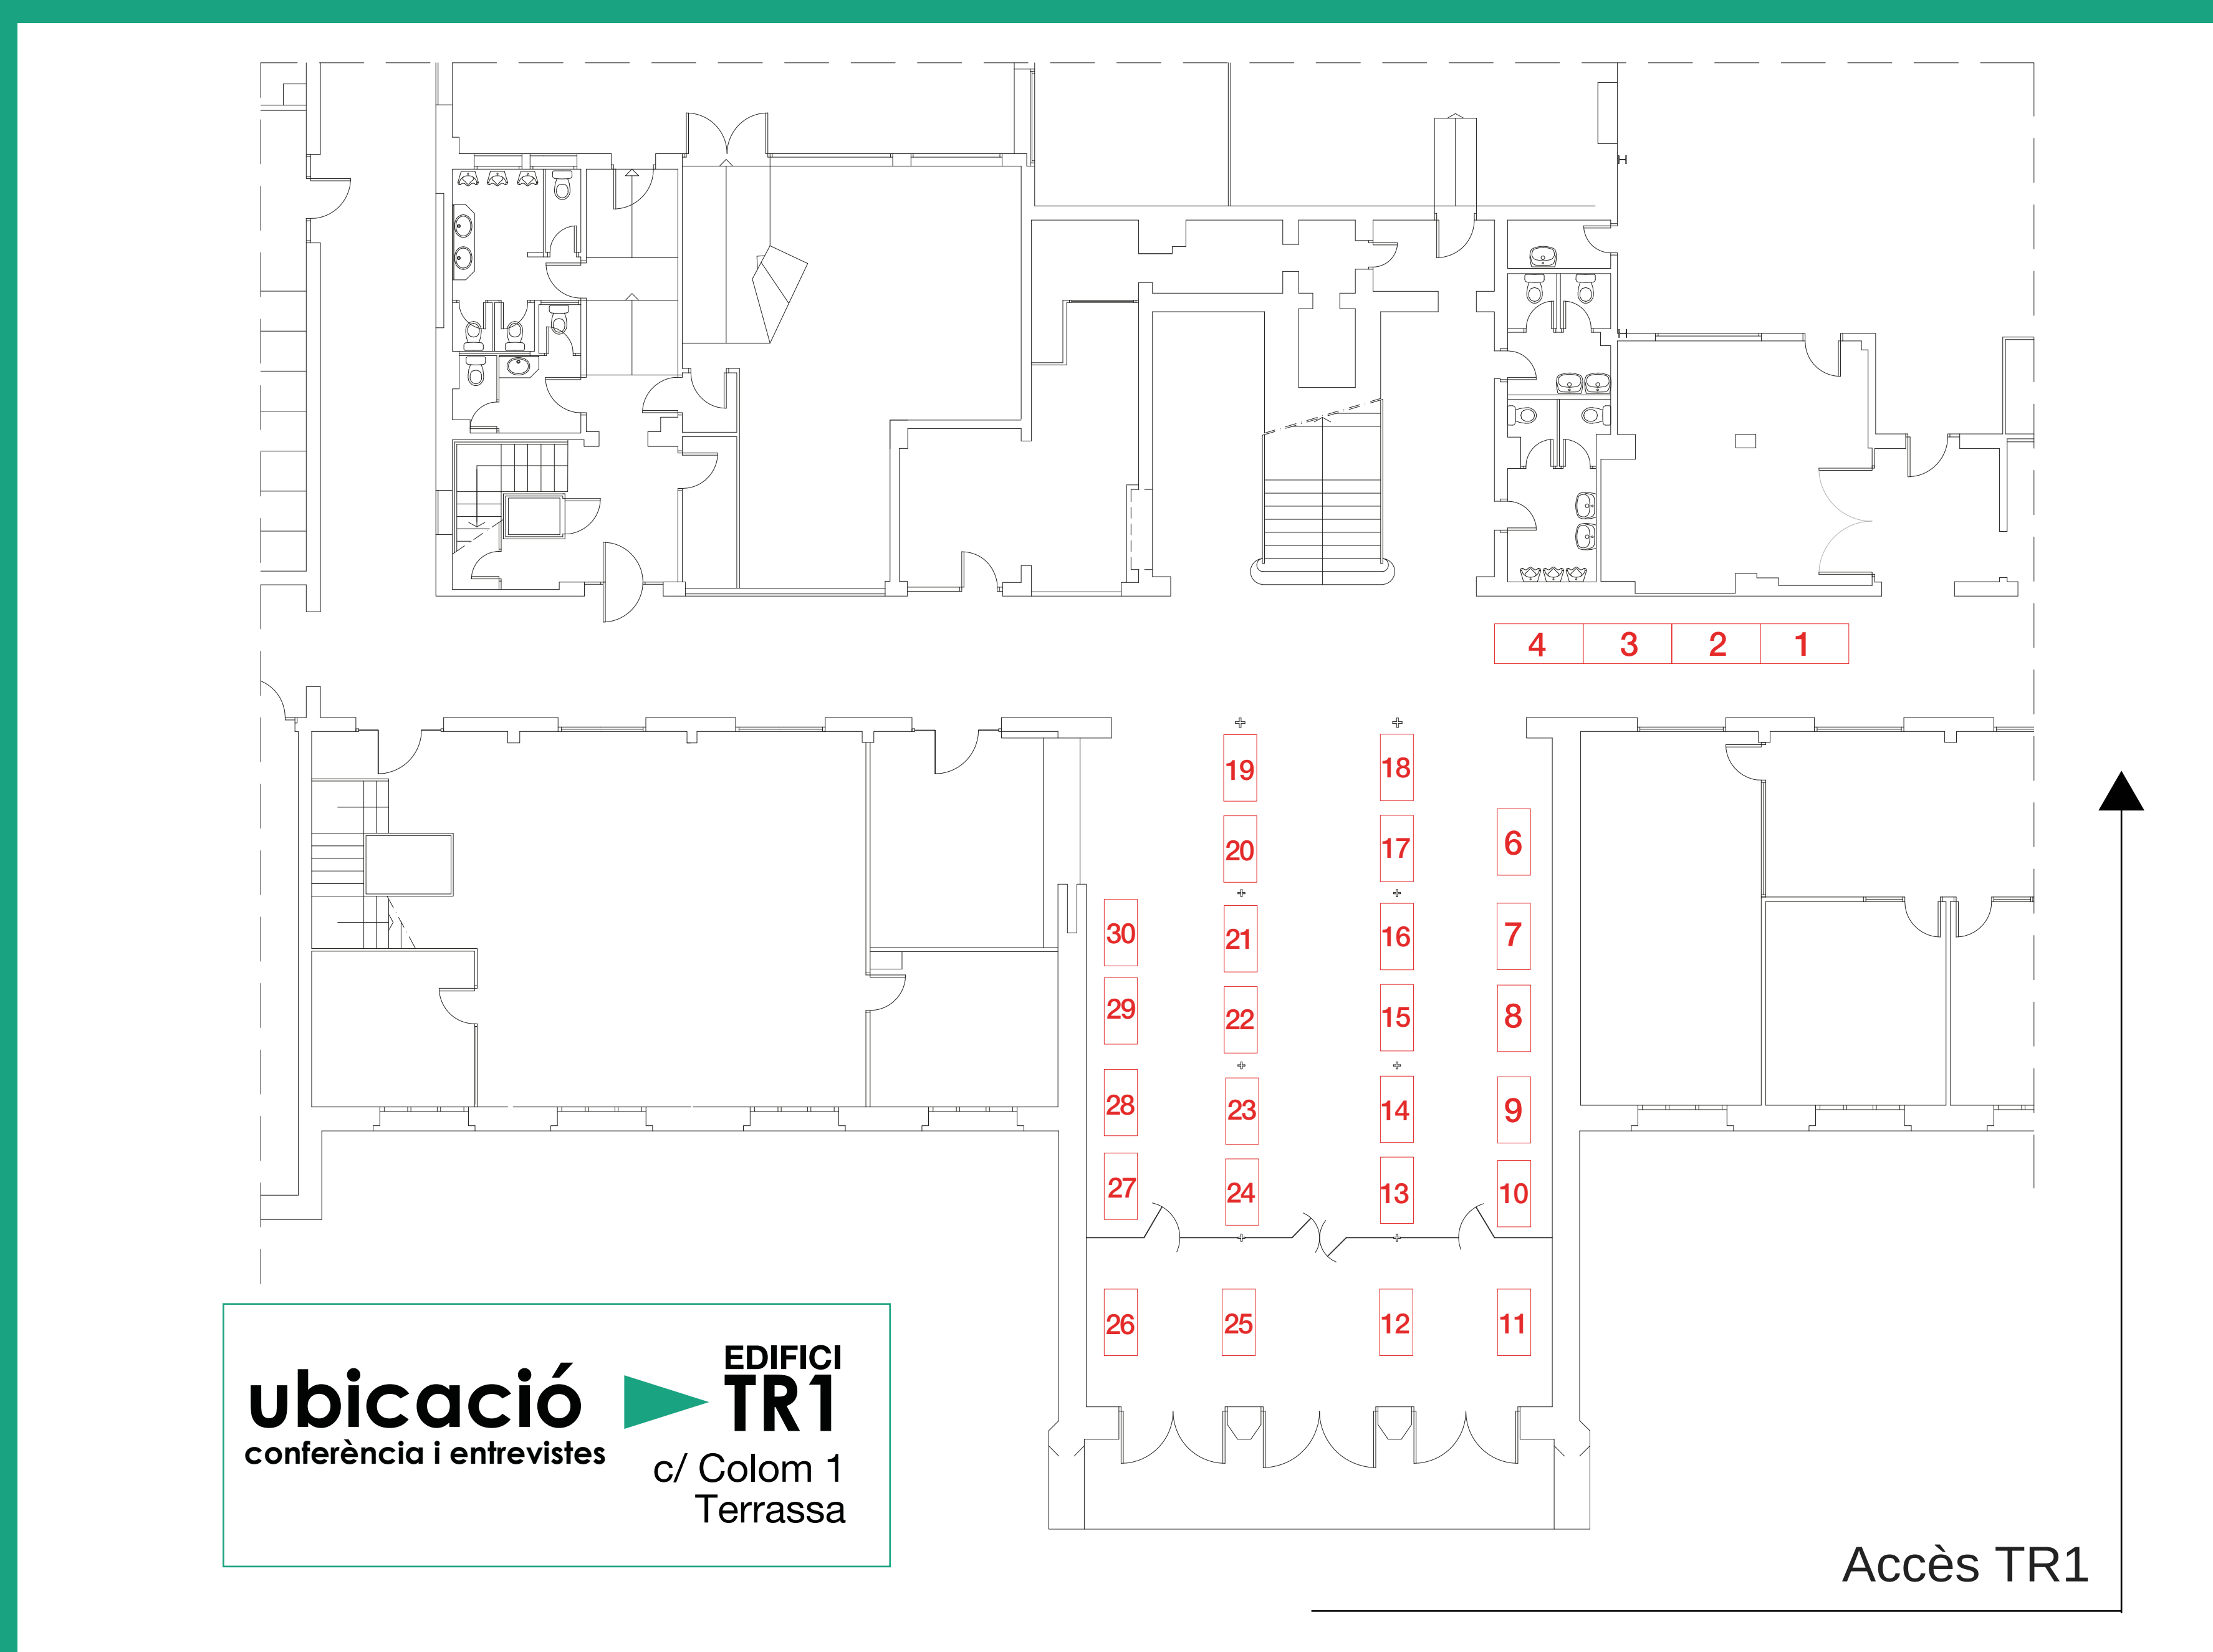 4 3 2 1
19 18
20 17 6
30 21 16 7
29 22 15 8
28 23 14 9
27 24 13 10
26 25 12 11
ubicació
conferència i entrevistes
EDIFICI
TR1
c/ Colom 1
Terrassa
Accès TR1